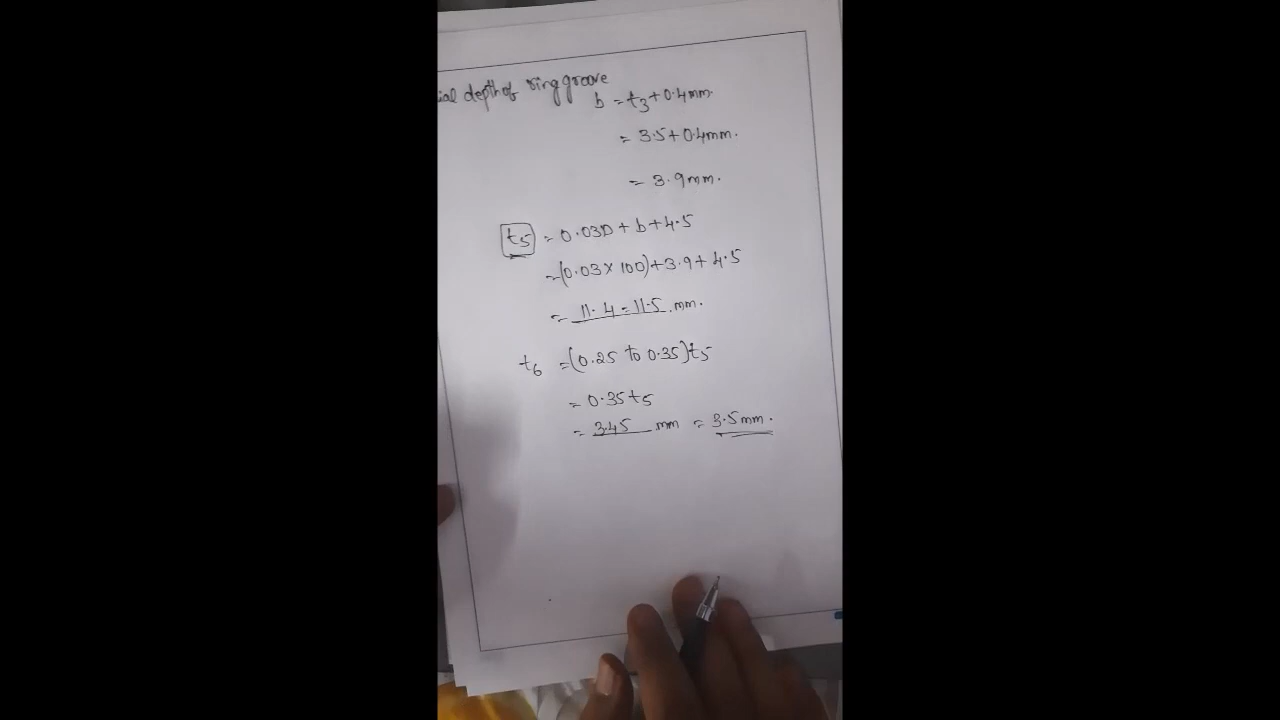 ial depth of ring groove
b = t3 + 0.4mm.
= 3.5 + 0.4mm.
= 3.9mm.
t5 = 0.03D + b + 4.5
= (0.03 × 100) + 3.9 + 4.5
= 11.4 = 11.5 mm.
t6 = (0.25 to 0.35)t5
= 0.35t5
= 3.45 mm = 3.5mm.